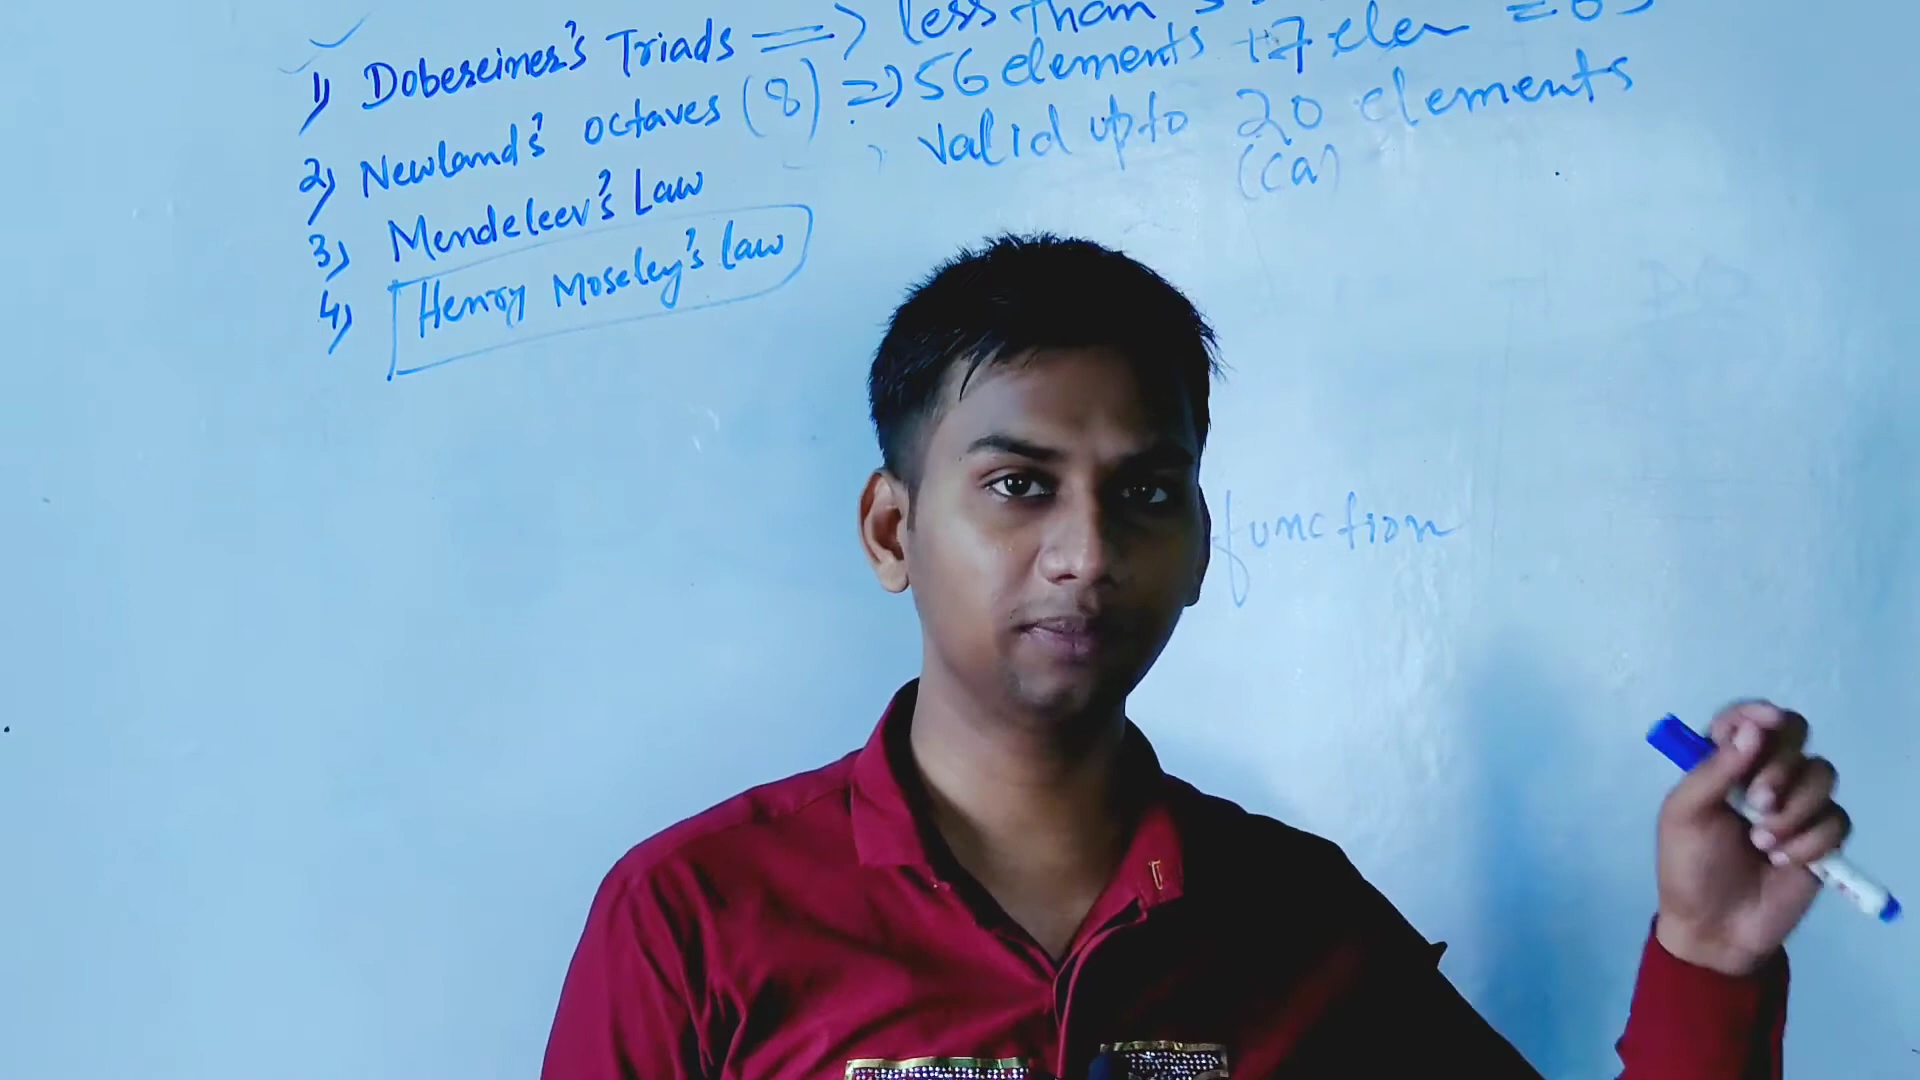 1) Dobereiner's Triads => less than
2) Newland's octaves (8) => 56 elements +7 elem = 63
valid upto 20 elements
(Ca)
3) Mendeleev's Law
4) Henry Moseley's law
function